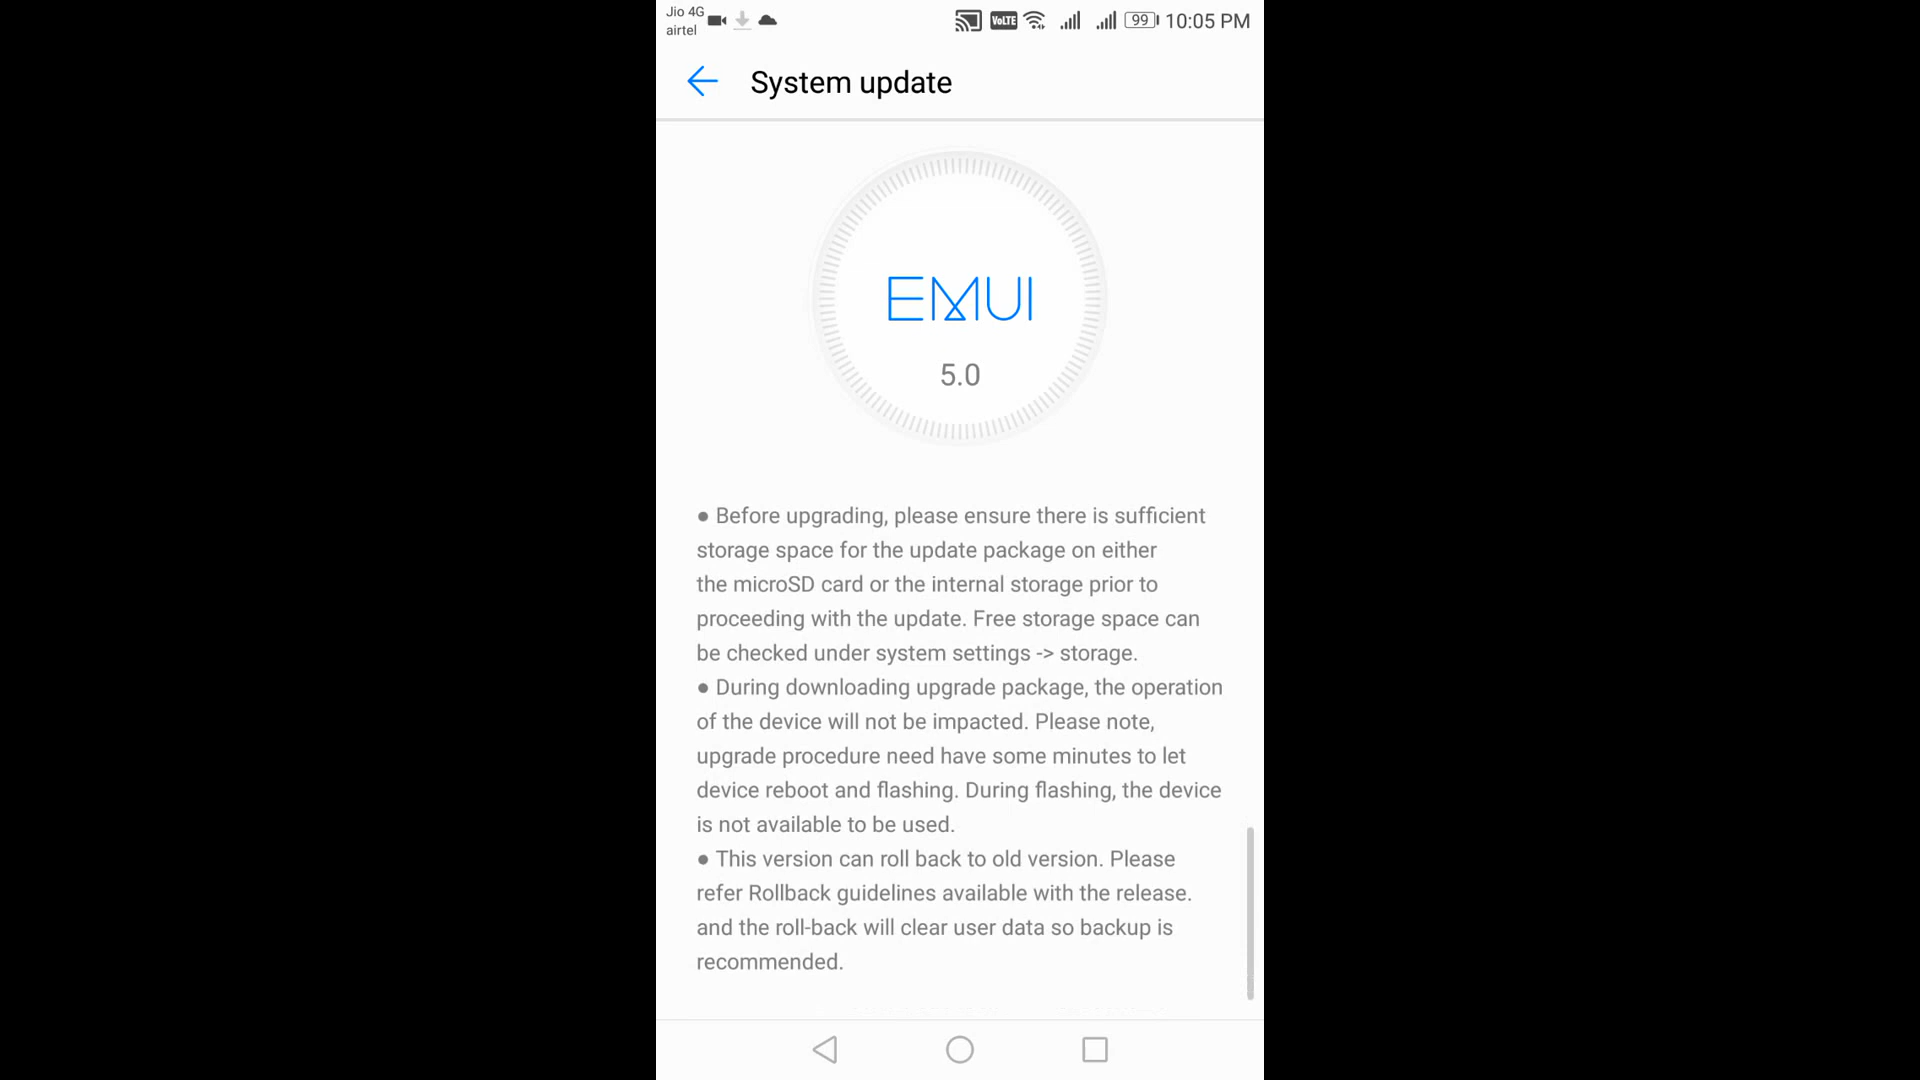 Jio 4G
airtel
VoLTE
99
10:05 PM
System update
EMUI
5.0
● Before upgrading, please ensure there is sufficient
storage space for the update package on either
the microSD card or the internal storage prior to
proceeding with the update. Free storage space can
be checked under system settings -> storage.
● During downloading upgrade package, the operation
of the device will not be impacted. Please note,
upgrade procedure need have some minutes to let
device reboot and flashing. During flashing, the device
is not available to be used.
● This version can roll back to old version. Please
refer Rollback guidelines available with the release.
and the roll-back will clear user data so backup is
recommended.